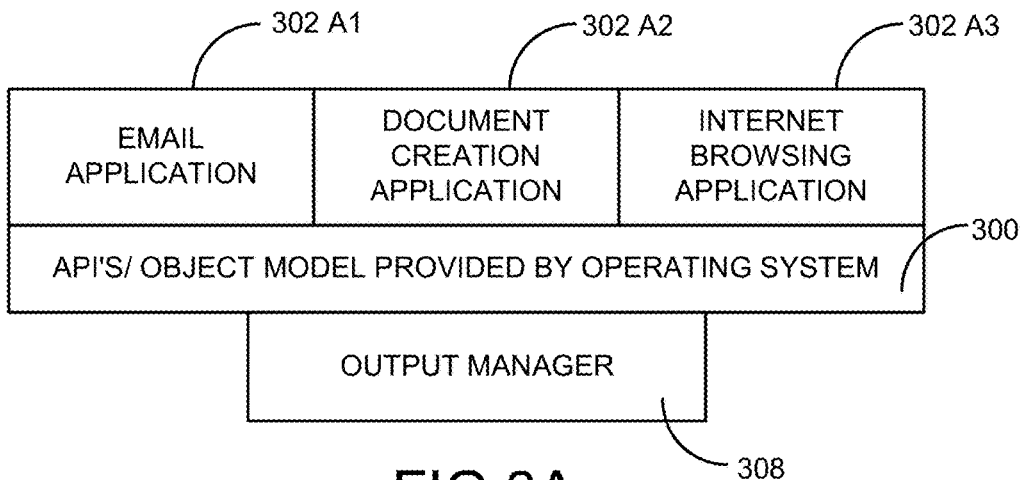 302 A1
302 A2
302 A3
EMAIL
APPLICATION
DOCUMENT
CREATION
APPLICATION
INTERNET
BROWSING
APPLICATION
300
API'S/ OBJECT MODEL PROVIDED BY OPERATING SYSTEM
OUTPUT MANAGER
308